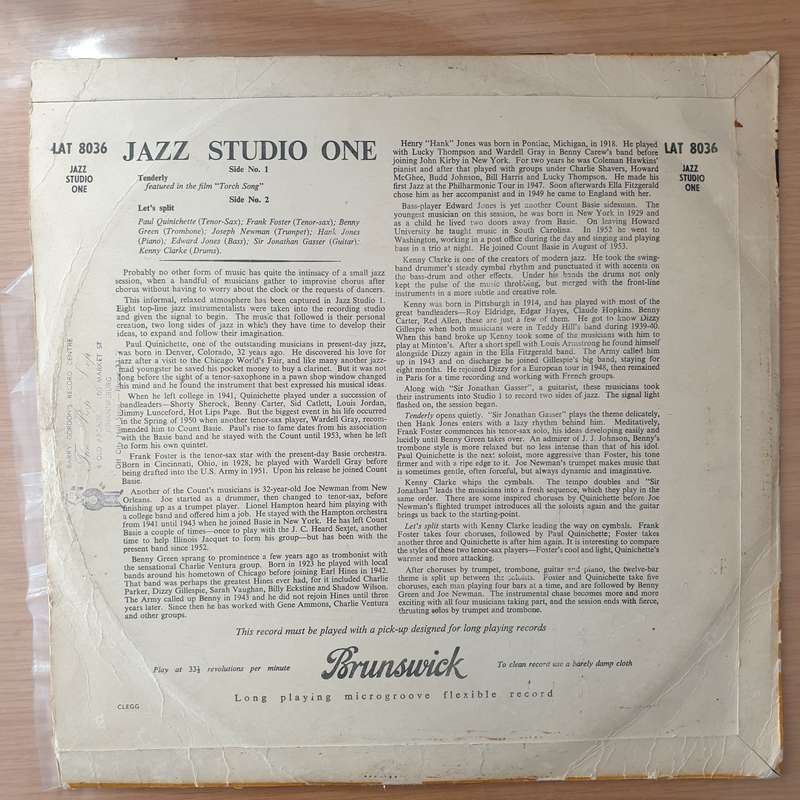 LAT 8036
JAZZ
STUDIO
ONE
JAZZ STUDIO ONE
Side No. 1
Tenderly
featured in the film "Torch Song"
Side No. 2
Let's split
Paul Quinichette (Tenor-Sax); Frank Foster (Tenor-sax); Benny
Green (Trombone); Joseph Newman (Trumpet); Hank Jones
(Piano); Edward Jones (Bass); Sir Jonathan Gasser (Guitar);
Kenny Clarke (Drums).
Probably no other form of music has quite the intimacy of a small jazz
session, when a handful of musicians gather to improvise chorus after
chorus without having to worry about the clock or the requests of dancers.
This informal, relaxed atmosphere has been captured in Jazz Studio 1.
Eight top-line jazz instrumentalists were taken into the recording studio
and given the signal to begin. The music that followed is their personal
creation, two long sides of jazz in which they have time to develop their
ideas, to expand and follow their imagination.
Paul Quinichette, one of the outstanding musicians in present-day jazz,
was born in Denver, Colorado, 32 years ago. He discovered his love for
jazz after a visit to the Chicago World's Fair, and like many another jazz-
mad youngster he saved his pocket money to buy a clarinet. But it was not
long before the sight of a tenor-saxophone in a pawn shop window changed
his mind and he found the instrument that best expressed his musical ideas.
When he left college in 1941, Quinichette played under a succession of
bandleaders—Shorty Sherock, Benny Carter, Sid Catlett, Louis Jordan,
Jimmy Lunceford, Hot Lips Page. But the biggest event in his life occurred
in the Spring of 1950 when another tenor-sax player, Wardell Gray, recom-
mended him to Count Basie. Paul's rise to fame dates from his association
with the Basie band and he stayed with the Count until 1953, when he left
to form his own quintet.
Frank Foster is the tenor-sax star with the present-day Basie orchestra.
Born in Cincinnati, Ohio, in 1928, he played with Wardell Gray before
being drafted into the U.S. Army in 1951. Upon his release he joined Count
Basie.
Another of the Count's musicians is 32-year-old Joe Newman from New
Orleans. Joe started as a drummer, then changed to tenor-sax, before
finishing up as a trumpet player. Lionel Hampton heard him playing with
a college band and offered him a job. He stayed with the Hampton orchestra
from 1941 until 1943 when he joined Basie in New York. He has left Count
Basie a couple of times—once to play with the J. C. Heard Sextet, another
time to help Illinois Jacquet to form his group—but has been with the
present band since 1952.
Benny Green sprang to prominence a few years ago as trombonist with
the sensational Charlie Ventura group. Born in 1923 he played with local
bands around his hometown of Chicago before joining Earl Hines in 1942.
That band was perhaps the greatest Hines ever had, for it included Charlie
Parker, Dizzy Gillespie, Sarah Vaughan, Billy Eckstine and Shadow Wilson.
The Army called up Benny in 1943 and he did not rejoin Hines until three
years later. Since then he has worked with Gene Ammons, Charlie Ventura
and other groups.
Henry "Hank" Jones was born in Pontiac, Michigan, in 1918. He played
with Lucky Thompson and Wardell Gray in Benny Carew's band before
joining John Kirby in New York. For two years he was Coleman Hawkins'
pianist and after that played with groups under Charlie Shavers, Howard
McGhee, Budd Johnson, Bill Harris and Lucky Thompson. He made his
first Jazz at the Philharmonic Tour in 1947. Soon afterwards Ella Fitzgerald
chose him as her accompanist and in 1949 he came to England with her.
Bass-player Edward Jones is yet another Count Basie sidesman. The
youngest musician on this session, he was born in New York in 1929 and
as a child he lived two doors away from Basie. On leaving Howard
University he taught music in South Carolina. In 1952 he went to
Washington, working in a post office during the day and singing and playing
bass in a trio at night. He joined Count Basie in August of 1953.
Kenny Clarke is one of the creators of modern jazz. He took the swing-
band drummer's steady cymbal rhythm and punctuated it with accents on
the bass-drum and other effects. Under his hands the drums not only
kept the pulse of the music throbbing, but merged with the front-line
instruments in a more subtle and creative role.
Kenny was born in Pittsburgh in 1914, and has played with most of the
great bandleaders—Roy Eldridge, Edgar Hayes, Claude Hopkins, Benny
Carter, Red Allen, these are just a few of them. He got to know Dizzy
Gillespie when both musicians were in Teddy Hill's band during 1939-40.
When this band broke up Kenny took some of the musicians with him to
play at Minton's. After a short spell with Louis Armstrong he found himself
alongside Dizzy again in the Ella Fitzgerald band. The Army called him
up in 1943 and on discharge he joined Gillespie's big band, staying for
eight months. He rejoined Dizzy for a European tour in 1948, then remained
in Paris for a time recording and working with French groups.
Along with "Sir Jonathan Gasser", a guitarist, these musicians took
their instruments into Studio 1 to record two sides of jazz. The signal light
flashed on, the session began.
Tenderly opens quietly. "Sir Jonathan Gasser" plays the theme delicately,
then Hank Jones enters with a lazy rhythm behind him. Meditatively,
Frank Foster commences his tenor-sax solo, his ideas developing easily and
lucidly until Benny Green takes over. An admirer of J. J. Johnson, Benny's
trombone style is more relaxed but no less intense than that of his idol.
Paul Quinichette is the next soloist, more aggressive than Foster, his tone
firmer and with a ripe edge to it. Joe Newman's trumpet makes music that
is sometimes gentle, often forceful, but always dynamic and imaginative.
Kenny Clarke whips the cymbals. The tempo doubles and "Sir
Jonathan" leads the musicians into a fresh sequence, which they play in the
same order. There are some inspired choruses by Quinichette before Joe
Newman's flighted trumpet introduces all the soloists again and the guitar
brings us back to the starting-point.
Let's split starts with Kenny Clarke leading the way on cymbals. Frank
Foster takes four choruses, followed by Paul Quinichette; Foster takes
another three and Quinichette is after him again. It is interesting to compare
the styles of these two tenor-sax players—Foster's cool and light, Quinichette's
warmer and more attacking.
After choruses by trumpet, trombone, guitar and piano, the twelve-bar
theme is split up between the soloists. Foster and Quinichette take five
choruses, each man playing four bars at a time, and are followed by Benny
Green and Joe Newman. The instrumental chase becomes more and more
exciting with all four musicians taking part, and the session ends with fierce,
thrusting solos by trumpet and trombone.
LAT 8036
JAZZ
STUDIO
ONE
This record must be played with a pick-up designed for long playing records
Play at 33⅓ revolutions per minute
Brunswick
To clean record use a barely damp cloth
Long playing microgroove flexible record
CLEGG